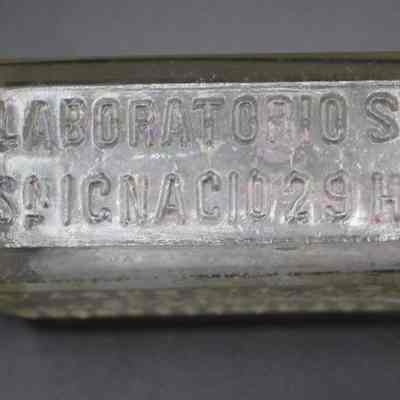 LABORATORIO S
Sn IGNACIO 29 H